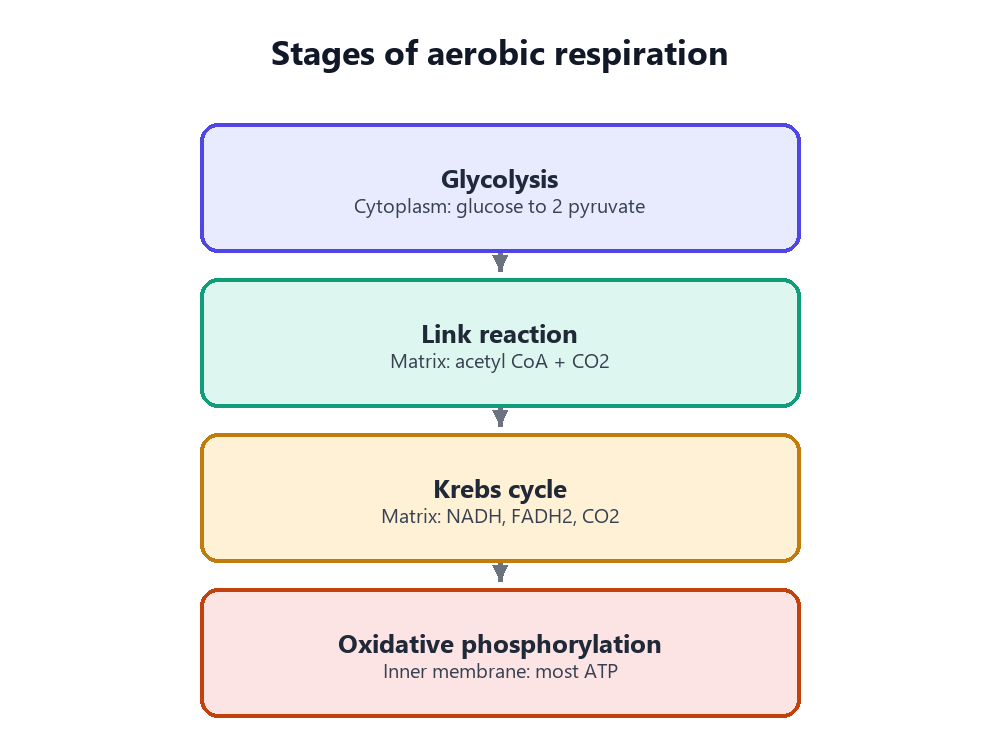 Stages of aerobic respiration
Glycolysis
Cytoplasm: glucose to 2 pyruvate
Link reaction
Matrix: acetyl CoA + CO2
Krebs cycle
Matrix: NADH, FADH2, CO2
Oxidative phosphorylation
Inner membrane: most ATP